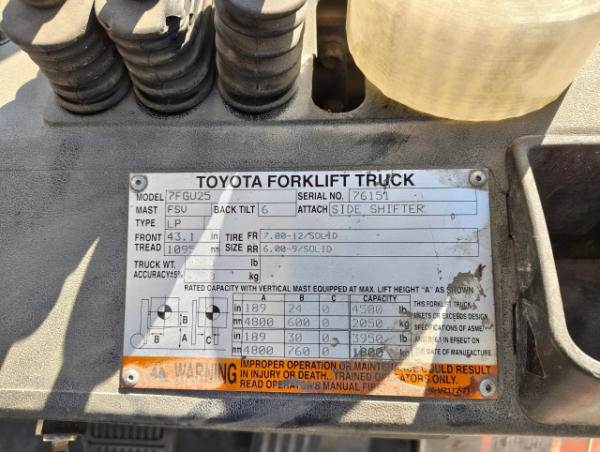 TOYOTA FORKLIFT TRUCK
MODEL 7FGU25 SERIAL NO. 76151
MAST FSV BACK TILT 6 ATTACH SIDE SHIFTER
TYPE LP
FRONT 43.1 in TIRE FR 7.00-12/SOLID
TREAD 1095 mm SIZE RR 6.00-9/SOLID
TRUCK WT. lb
ACCURACY±5% kg
RATED CAPACITY WITH VERTICAL MAST EQUIPPED AT MAX. LIFT HEIGHT "A" AS SHOWN
A B C CAPACITY
in 189 24 0 4500 lb THIS FORKLIFT TRUCK
mm 4800 600 0 2050 kg MEETS OR EXCEEDS DESIGN
SPECIFICATIONS OF ASME
in 189 30 0 3950 lb IN EFFECT ON
mm 4800 760 0 1800 THE DATE OF MANUFACTURE
B A B C
WARNING
IMPROPER OPERATION OR MAINTENANCE COULD RESULT
IN INJURY OR DEATH. TRAINED OPERATORS ONLY.
READ OPERATOR'S MANUAL FIRST